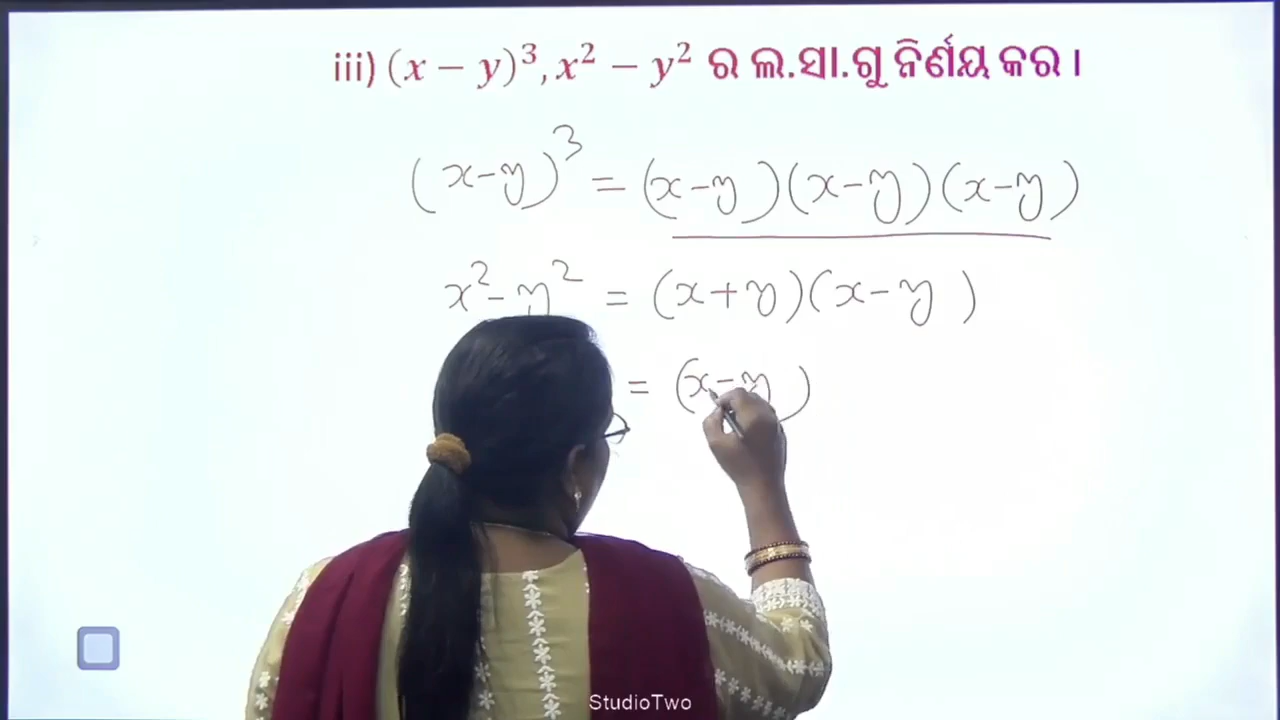 iii) (x − y)³, x² − y² ର ଲ.ସା.ଗୁ ନିର୍ଣୟ କର ।
(x-y)³ = (x-y)(x-y)(x-y)
x²-y² = (x+y)(x-y)
= (x-y)
StudioTwo